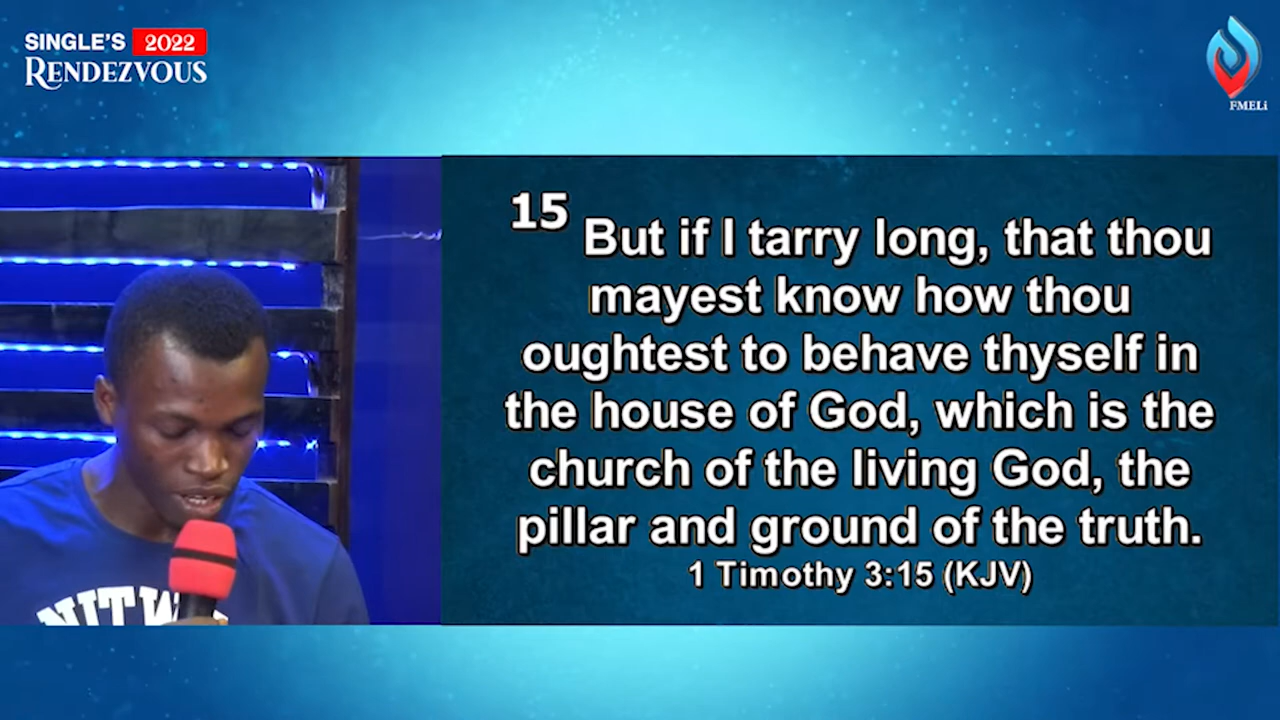 SINGLE'S 2022
RENDEZVOUS
FMELi
15 But if I tarry long, that thou
mayest know how thou
oughtest to behave thyself in
the house of God, which is the
church of the living God, the
pillar and ground of the truth.
1 Timothy 3:15 (KJV)